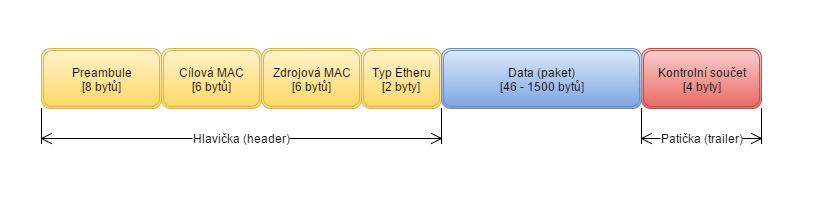 Preambule
[8 bytů]
Cílová MAC
[6 bytů]
Zdrojová MAC
[6 bytů]
Typ Étheru
[2 byty]
Data (paket)
[46 - 1500 bytů]
Kontrolní součet
[4 byty]
Hlavička (header)
Patička (trailer)